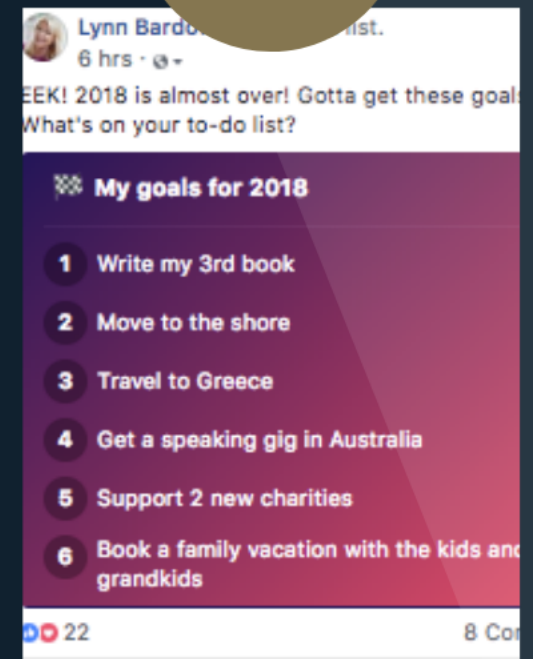 Lynn Bardo
ist.
6 hrs ·
EEK! 2018 is almost over! Gotta get these goals
What's on your to-do list?
My goals for 2018
1 Write my 3rd book
2 Move to the shore
3 Travel to Greece
4 Get a speaking gig in Australia
5 Support 2 new charities
6 Book a family vacation with the kids and
grandkids
22 8 Con